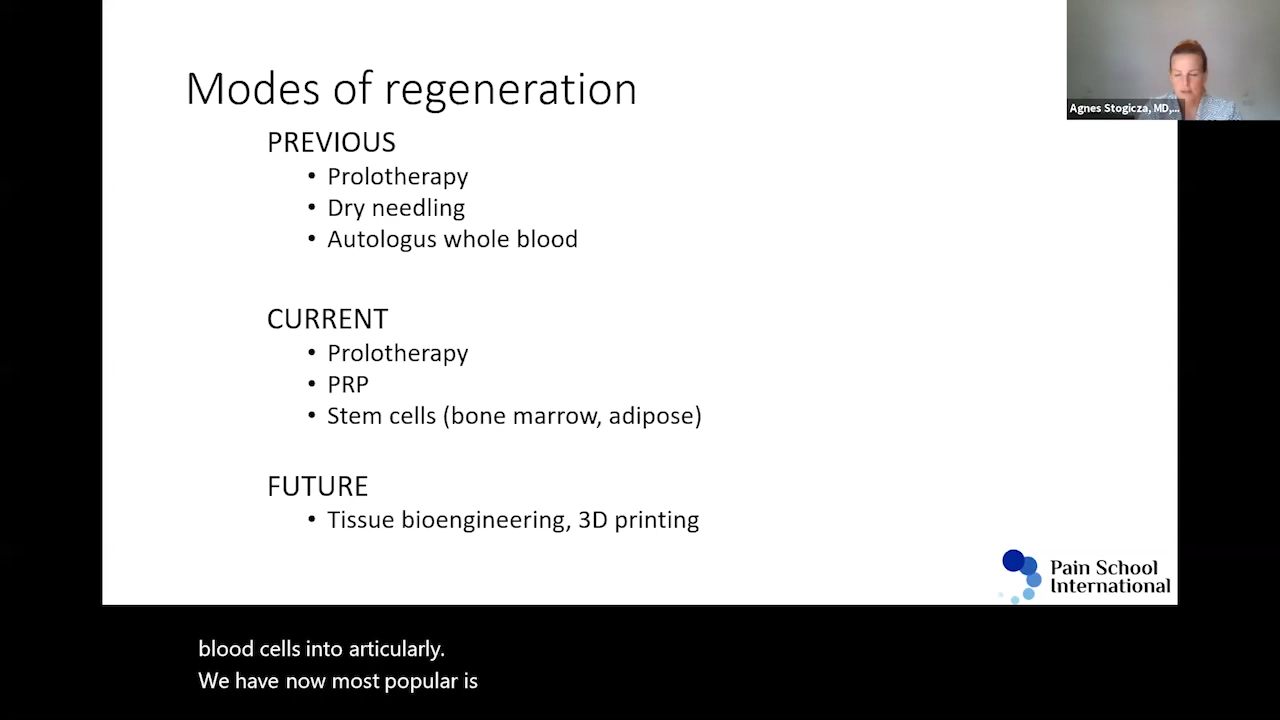 Modes of regeneration
PREVIOUS
• Prolotherapy
• Dry needling
• Autologus whole blood
CURRENT
• Prolotherapy
• PRP
• Stem cells (bone marrow, adipose)
FUTURE
• Tissue bioengineering, 3D printing
Agnes Stogicza, MD,...
Pain School
International
blood cells into articularly.
We have now most popular is